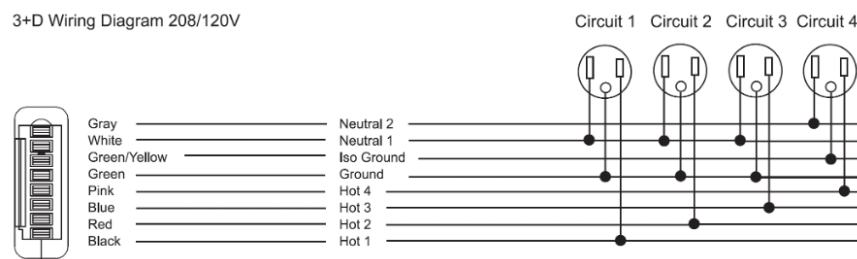 3+D Wiring Diagram 208/120V
Circuit 1 Circuit 2 Circuit 3 Circuit 4
Gray Neutral 2
White Neutral 1
Green/Yellow Iso Ground
Green Ground
Pink Hot 4
Blue Hot 3
Red Hot 2
Black Hot 1